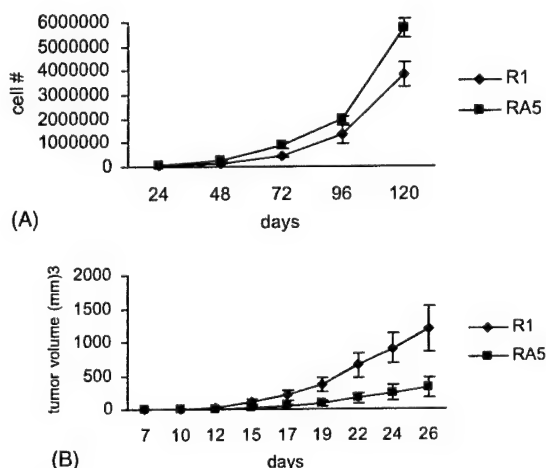 6000000
5000000
4000000
3000000
2000000
1000000
0
cell #
24 48 72 96 120
days
R1
RA5
(A)
2000
1500
1000
500
0
tumor volume (mm)3
7 10 12 15 17 19 22 24 26
days
R1
RA5
(B)